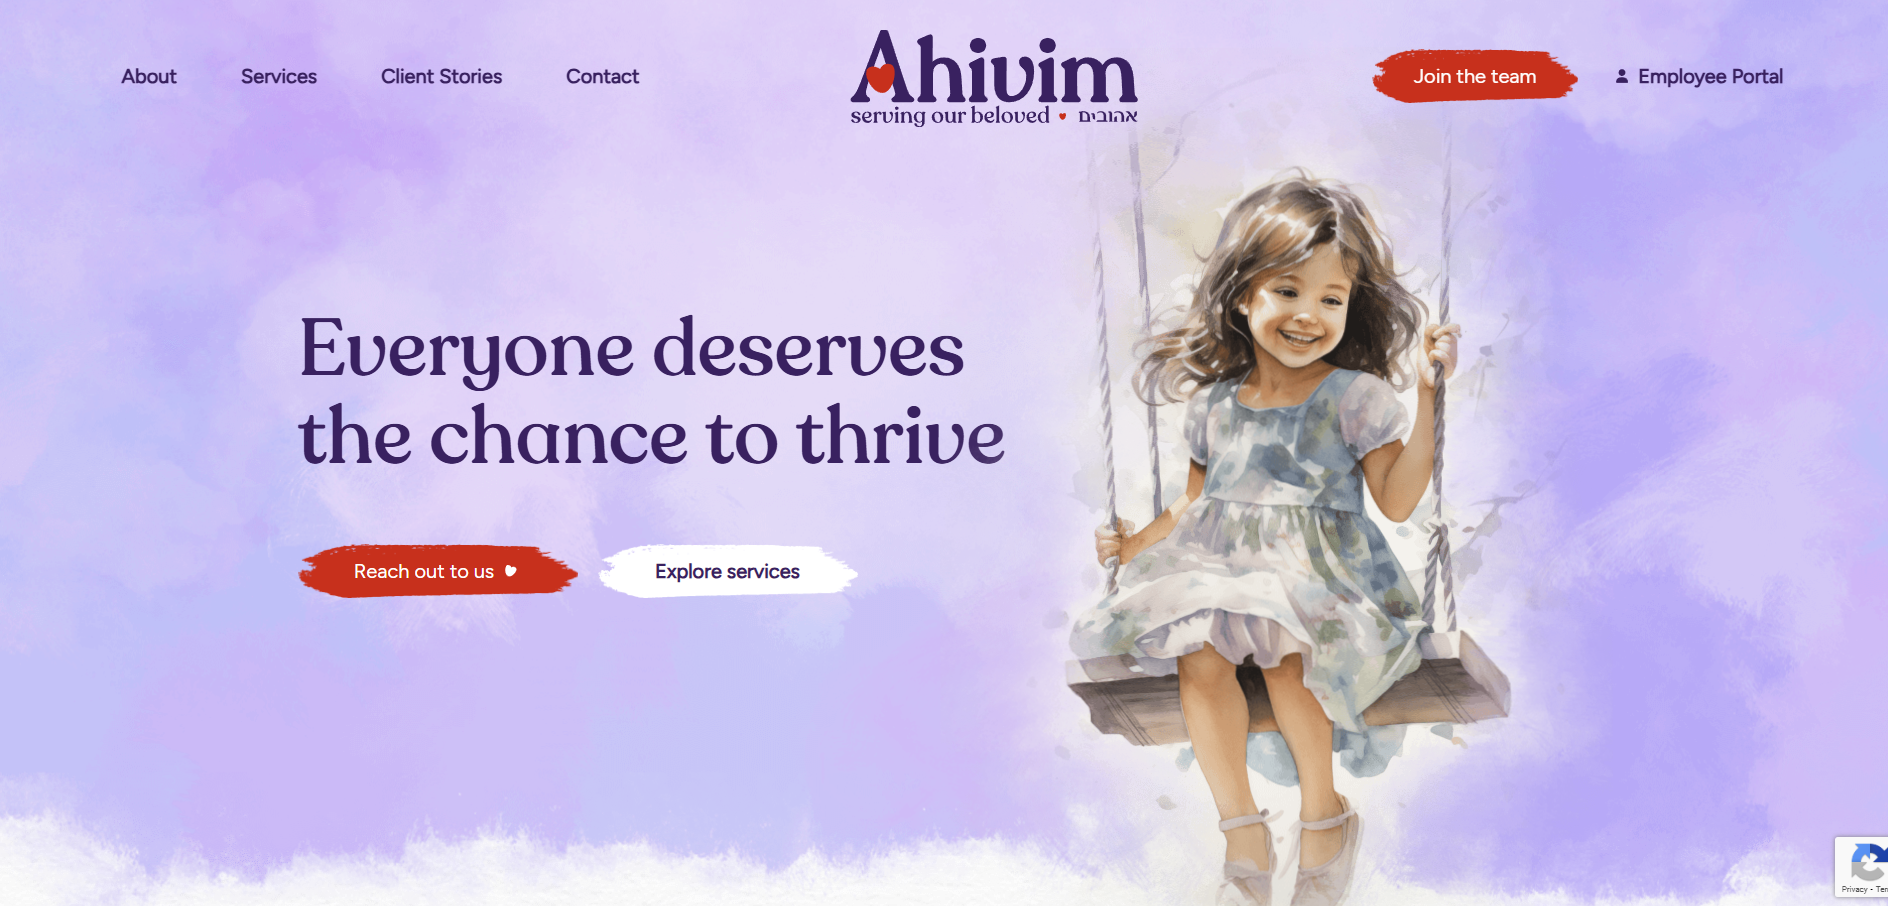 About
Services
Client Stories
Contact
Ahivim
serving our beloved
אהובים
Join the team
Employee Portal
Everyone deserves
the chance to thrive
Reach out to us
Explore services
Privacy -